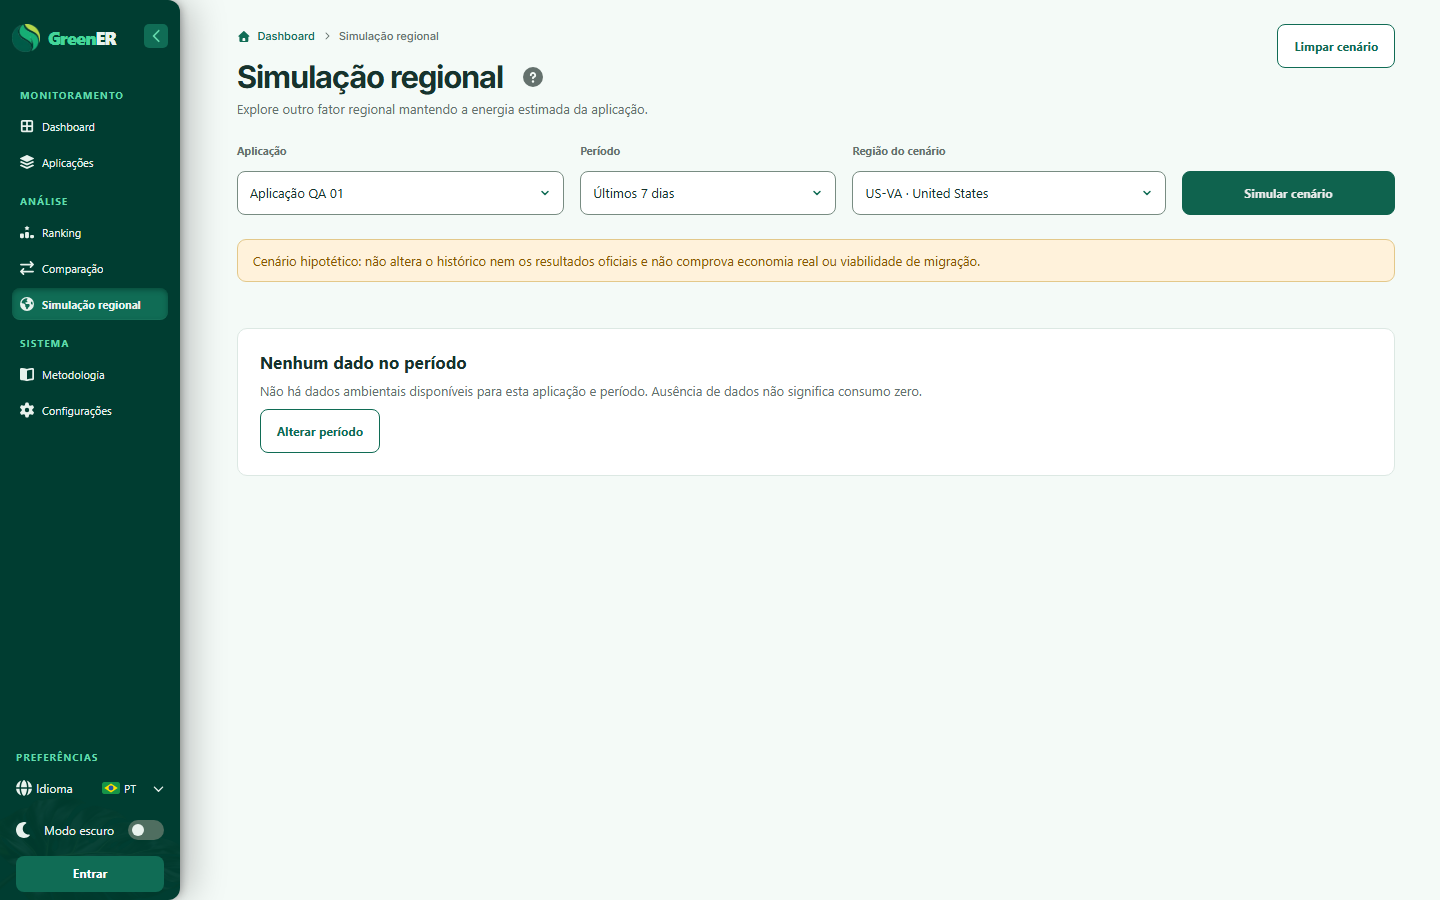 GreenER
MONITORAMENTO
Dashboard
Aplicações
ANÁLISE
Ranking
Comparação
Simulação regional
SISTEMA
Metodologia
Configurações
PREFERÊNCIAS
Idioma PT
Modo escuro
Entrar
Dashboard > Simulação regional
Limpar cenário
Simulação regional ?
Explore outro fator regional mantendo a energia estimada da aplicação.
Aplicação Período Região do cenário
Aplicação QA 01 Últimos 7 dias US-VA · United States Simular cenário
Cenário hipotético: não altera o histórico nem os resultados oficiais e não comprova economia real ou viabilidade de migração.
Nenhum dado no período
Não há dados ambientais disponíveis para esta aplicação e período. Ausência de dados não significa consumo zero.
Alterar período